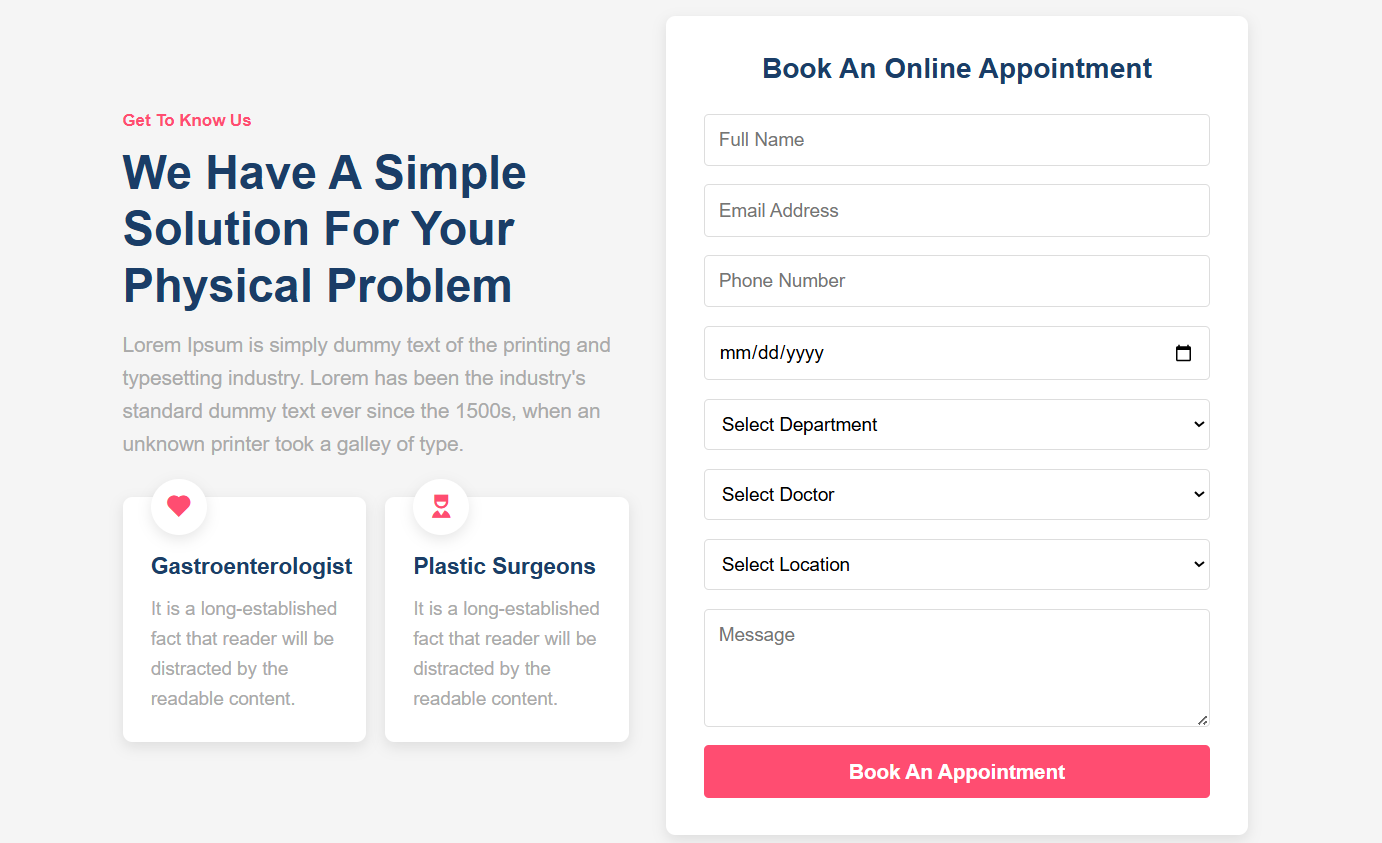 Get To Know Us
We Have A Simple
Solution For Your
Physical Problem
Lorem Ipsum is simply dummy text of the printing and
typesetting industry. Lorem has been the industry's
standard dummy text ever since the 1500s, when an
unknown printer took a galley of type.
Gastroenterologist
It is a long-established
fact that reader will be
distracted by the
readable content.
Plastic Surgeons
It is a long-established
fact that reader will be
distracted by the
readable content.
Book An Online Appointment
Full Name
Email Address
Phone Number
mm/dd/yyyy
Select Department
Select Doctor
Select Location
Message
Book An Appointment